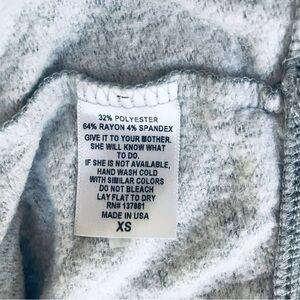 32% POLYESTER
64% RAYON 4% SPANDEX
GIVE IT TO YOUR MOTHER.
SHE WILL KNOW WHAT
TO DO.
IF SHE IS NOT AVAILABLE,
HAND WASH COLD
WITH SIMILAR COLORS
DO NOT BLEACH
LAY FLAT TO DRY
RN# 137881
MADE IN USA
XS